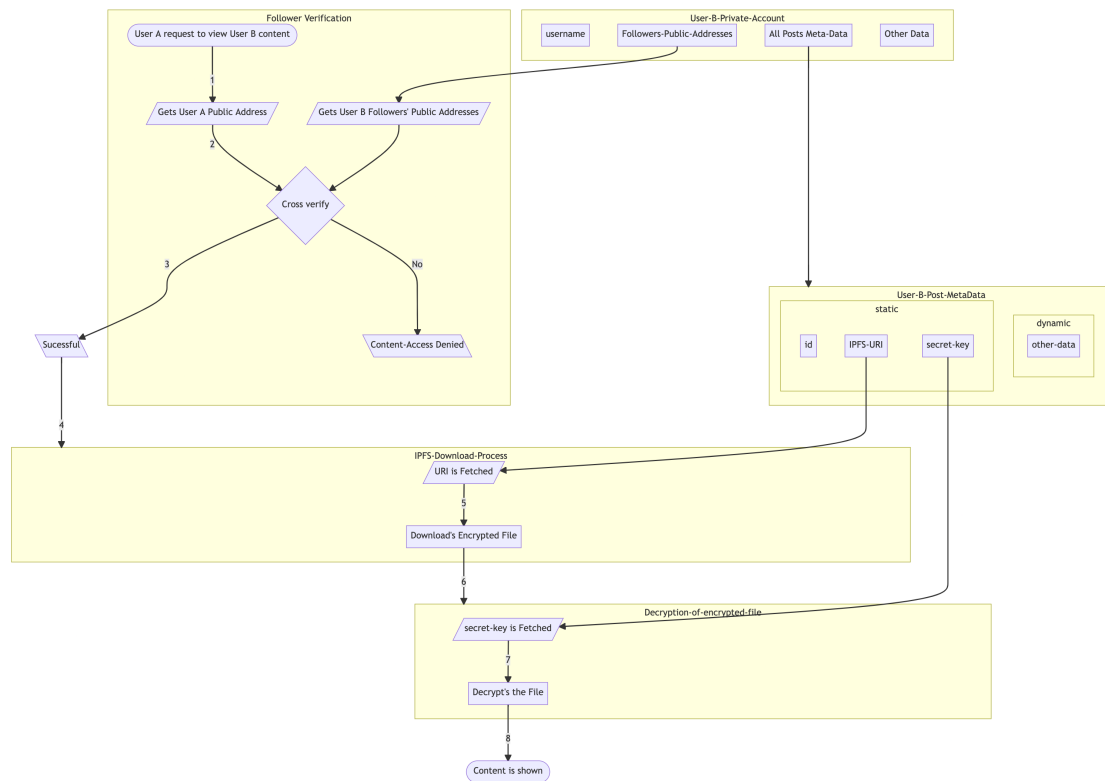 Follower Verification
User-B-Private-Account
User A request to view User B content
username
Followers-Public-Addresses
All Posts Meta-Data
Other Data
1
Gets User A Public Address
Gets User B Followers' Public Addresses
2
Cross verify
3
No
User-B-Post-MetaData
static
dynamic
Sucessful
Content-Access Denied
id
IPFS-URI
secret-key
other-data
4
IPFS-Download-Process
URI is Fetched
5
Download's Encrypted File
6
Decryption-of-encrypted-file
secret-key is Fetched
7
Decrypt's the File
8
Content is shown